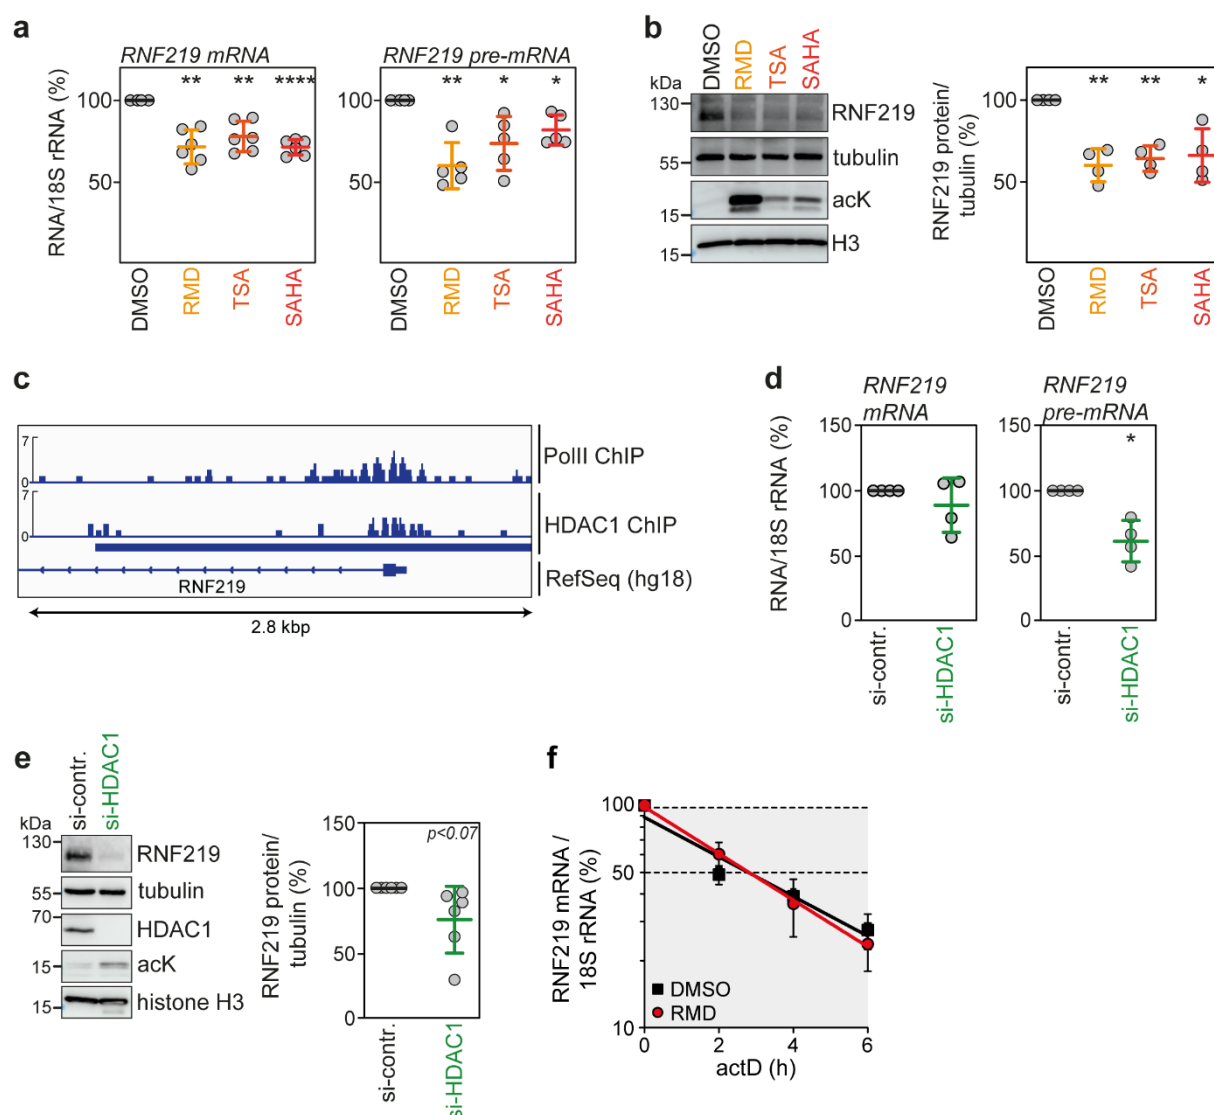 a
RNF219 mRNA
RNF219 pre-mRNA
RNA/18S rRNA (%)
100
50
** ** ****
100
50
** * *
DMSO
RMD
TSA
SAHA
DMSO
RMD
TSA
SAHA
b
DMSO
RMD
TSA
SAHA
kDa
130
RNF219
55
tubulin
acK
15
H3
15
RNF219 protein/
tubulin (%)
100
50
** ** *
DMSO
RMD
TSA
SAHA
c
7
0
PolII ChIP
7
0
HDAC1 ChIP
RNF219
RefSeq (hg18)
2.8 kbp
d
RNF219
mRNA
RNF219
pre-mRNA
RNA/18S rRNA (%)
150
100
50
0
150
100
50
0
*
si-contr.
si-HDAC1
si-contr.
si-HDAC1
e
si-contr.
si-HDAC1
kDa
130
RNF219
55
tubulin
70
HDAC1
acK
15
histone H3
15
RNF219 protein/
tubulin (%)
150
100
50
0
p<0.07
si-contr.
si-HDAC1
f
RNF219 mRNA /
18S rRNA (%)
100
50
10
DMSO
RMD
0 2 4 6
actD (h)